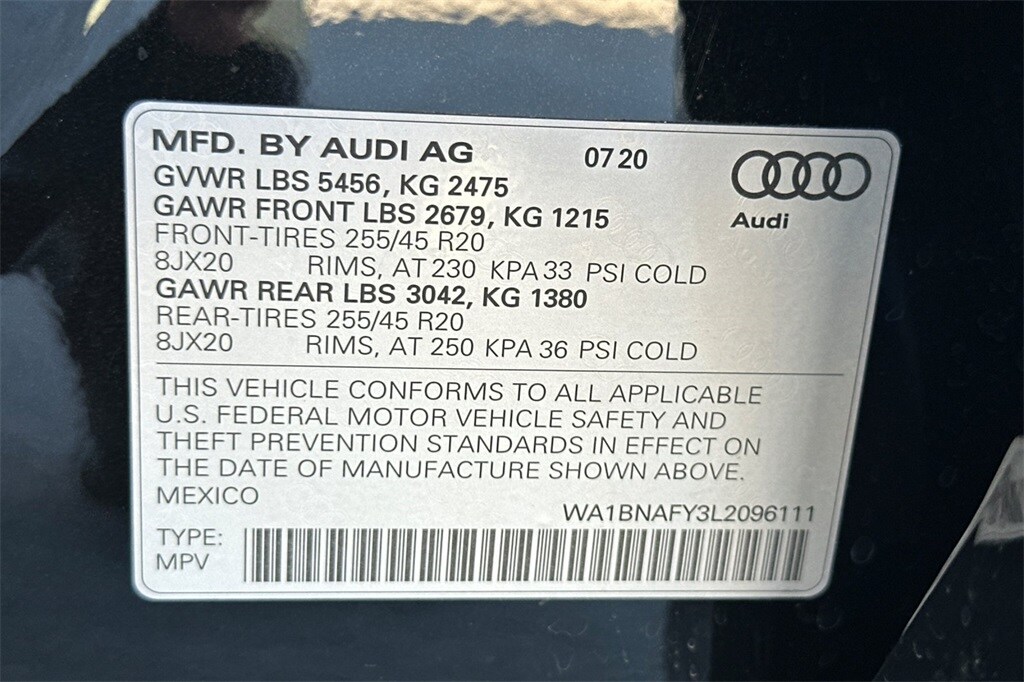 MFD. BY AUDI AG 07 20
GVWR LBS 5456, KG 2475
GAWR FRONT LBS 2679, KG 1215
Audi
FRONT-TIRES 255/45 R20
8JX20 RIMS, AT 230 KPA 33 PSI COLD
GAWR REAR LBS 3042, KG 1380
REAR-TIRES 255/45 R20
8JX20 RIMS, AT 250 KPA 36 PSI COLD
THIS VEHICLE CONFORMS TO ALL APPLICABLE
U.S. FEDERAL MOTOR VEHICLE SAFETY AND
THEFT PREVENTION STANDARDS IN EFFECT ON
THE DATE OF MANUFACTURE SHOWN ABOVE.
MEXICO
WA1BNAFY3L2096111
TYPE:
MPV